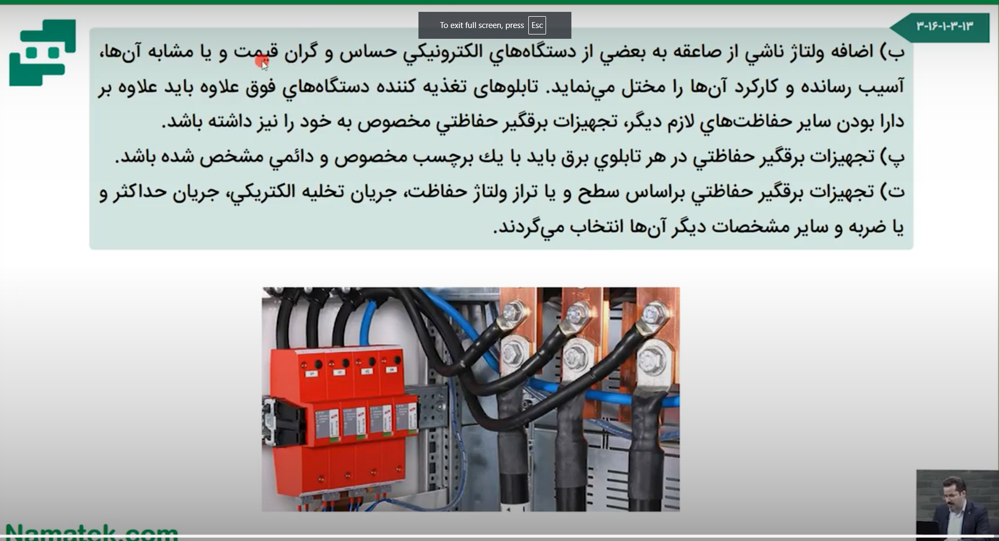 To exit full screen, press Esc
۱۳-۳-۱-۱۶-۳
ب) اضافه ولتاژ ناشي از صاعقه به بعضي از دستگاه‌هاي الكترونيكي حساس و گران قيمت و يا مشابه آن‌ها،
آسيب رسانده و كاركرد آن‌ها را مختل مي‌نمايد. تابلوهای تغذيه كننده دستگاه‌هاي فوق علاوه بايد علاوه بر
دارا بودن ساير حفاظت‌هاي لازم ديگر، تجهيزات برقگير حفاظتي مخصوص به خود را نيز داشته باشد.
پ) تجهيزات برقگير حفاظتي در هر تابلوي برق بايد با يك برچسب مخصوص و دائمي مشخص شده باشد.
ت) تجهيزات برقگير حفاظتي براساس سطح و يا تراز ولتاژ حفاظت، جريان تخليه الكتريكي، جريان حداكثر و
يا ضربه و ساير مشخصات ديگر آن‌ها انتخاب مي‌گردند.
Namatek.com